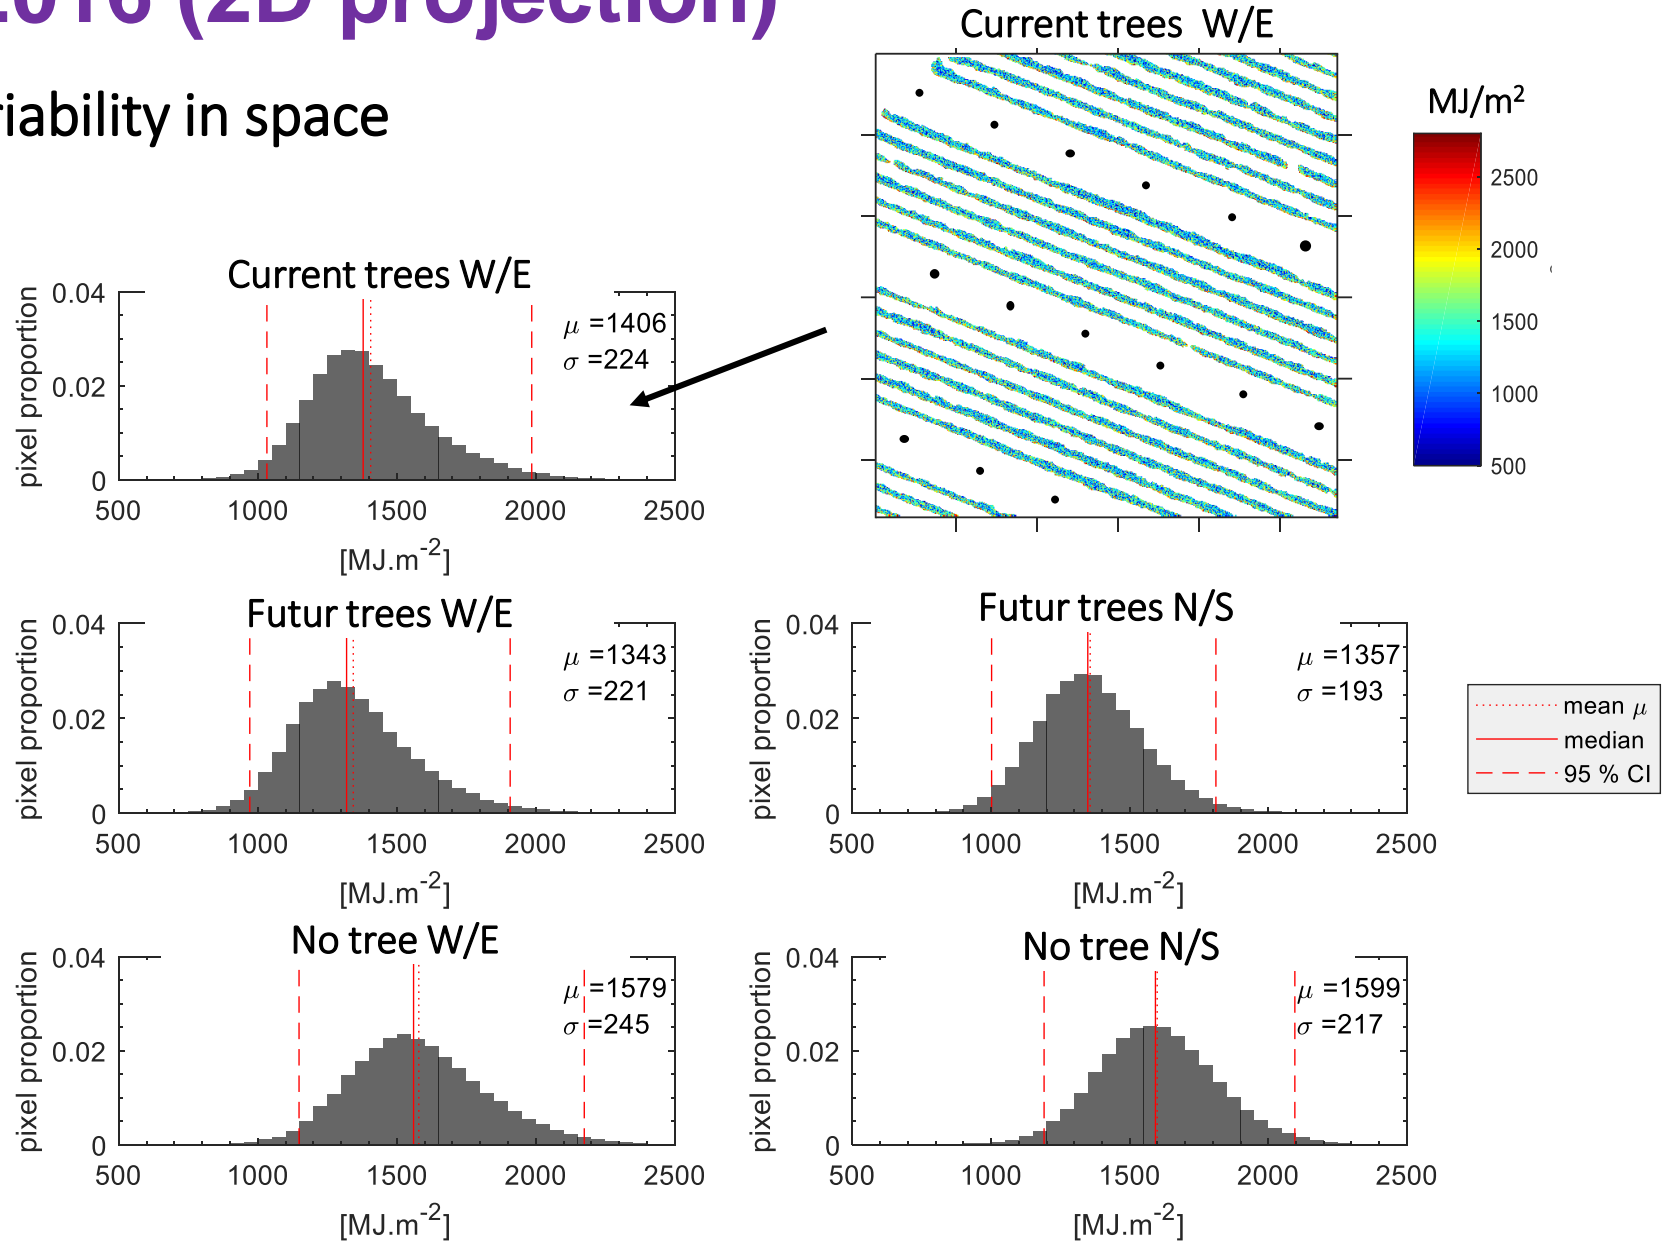 2016 (2D projection)
riability in space
Current trees W/E
MJ/m2
2500
2000
1500
1000
500
Current trees W/E
0.04
0.02
0
pixel proportion
μ =1406
σ =224
500 1000 1500 2000 2500
[MJ.m-2]
Futur trees W/E
0.04
0.02
0
pixel proportion
μ =1343
σ =221
500 1000 1500 2000 2500
[MJ.m-2]
Futur trees N/S
0.04
0.02
0
pixel proportion
μ =1357
σ =193
500 1000 1500 2000 2500
[MJ.m-2]
mean μ
median
95 % CI
No tree W/E
0.04
0.02
0
pixel proportion
μ =1579
σ =245
500 1000 1500 2000 2500
[MJ.m-2]
No tree N/S
0.04
0.02
0
pixel proportion
μ =1599
σ =217
500 1000 1500 2000 2500
[MJ.m-2]